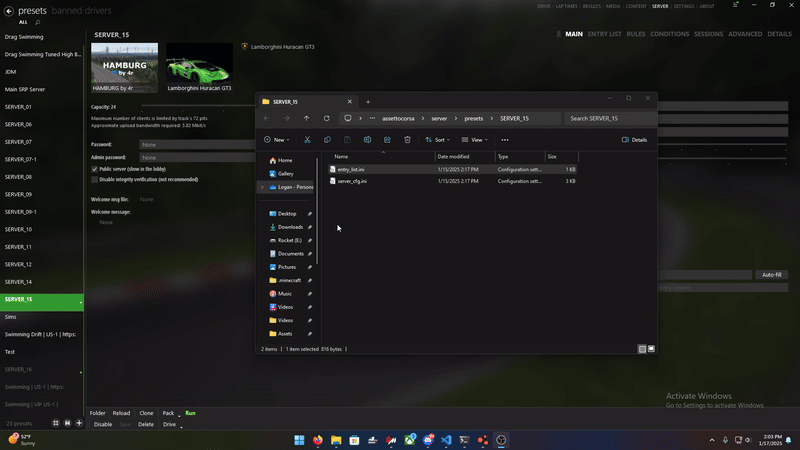 presets banned drivers
DRIVE LAP TIMES RESULTS MEDIA CONTENT SERVER SETTINGS ABOUT
ALL
MAIN ENTRY LIST RULES CONDITIONS SESSIONS ADVANCED DETAILS
Drag Swimming
Drag Swimming Tuned High 8...
JDM
Main SRP Server
SERVER_01
SERVER_06
SERVER_07
SERVER_07-1
SERVER_08
SERVER_09
SERVER_09-1
SERVER_10
SERVER_11
SERVER_12
SERVER_14
SERVER_15
Sims
Swimming Drift | US-1 | https:
Test
SERVER_16
Swimming | US-1 | https:
Swimming | VIP US-1 |
23 presets
SERVER_15
HAMBURG
by 4r
HAMBURG by 4r
Lamborghini Huracan GT3
Lamborghini Huracan GT3
Capacity: 24
Maximum number of clients is limited by track's 72 pits
Approximate upload bandwidth required: 3.82 Mbit/s
Password:
None
Admin password:
None
Public server (show in the lobby)
Disable integrity verification (not recommended)
Welcome msg file:
None
Welcome message:
None
Auto-fill
SERVER_15
assettocorsa > server > presets > SERVER_15
Search SERVER_15
New
Sort
View
Details
Home
Gallery
Logan - Persona
Desktop
Downloads
Rocket (E:)
Documents
Pictures
.minecraft
Music
Videos
Videos
Assets
Name Date modified Type Size
entry_list.ini 1/15/2025 2:17 PM Configuration sett... 1 KB
server_cfg.ini 1/15/2025 2:17 PM Configuration sett... 3 KB
2 items 1 item selected 816 bytes
Folder Reload Clone Pack Run
Disable Save Delete Drive
Activate Windows
Go to Settings to activate Windows.
52°F
Sunny
2:03 PM
1/17/2025